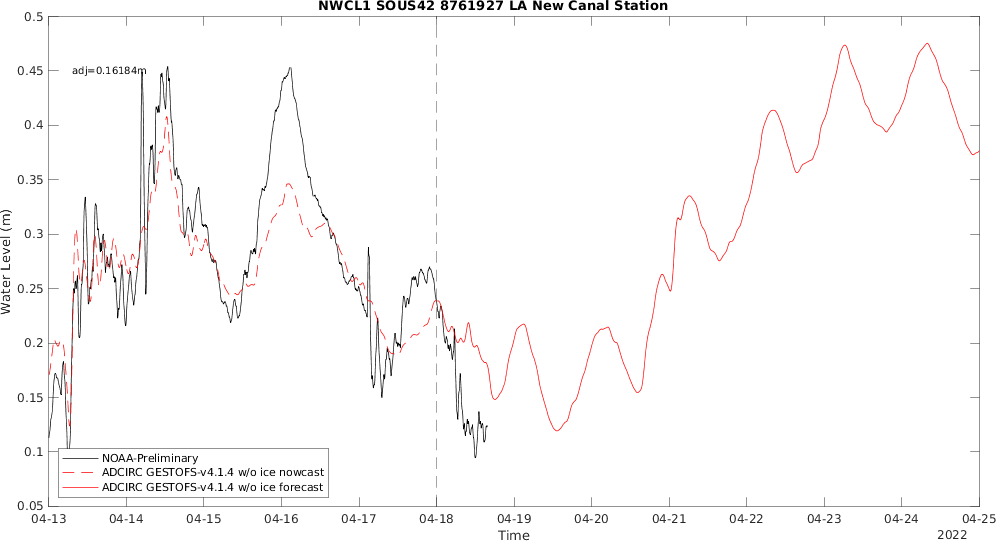 NWCL1 SOUS42 8761927 LA New Canal Station
0.5
0.45
0.4
0.35
0.3
0.25
0.2
0.15
0.1
0.05
Water Level (m)
adj=0.16184m
NOAA-Preliminary
ADCIRC GESTOFS-v4.1.4 w/o ice nowcast
ADCIRC GESTOFS-v4.1.4 w/o ice forecast
04-13 04-14 04-15 04-16 04-17 04-18 04-19 04-20 04-21 04-22 04-23 04-24 04-25
Time
2022